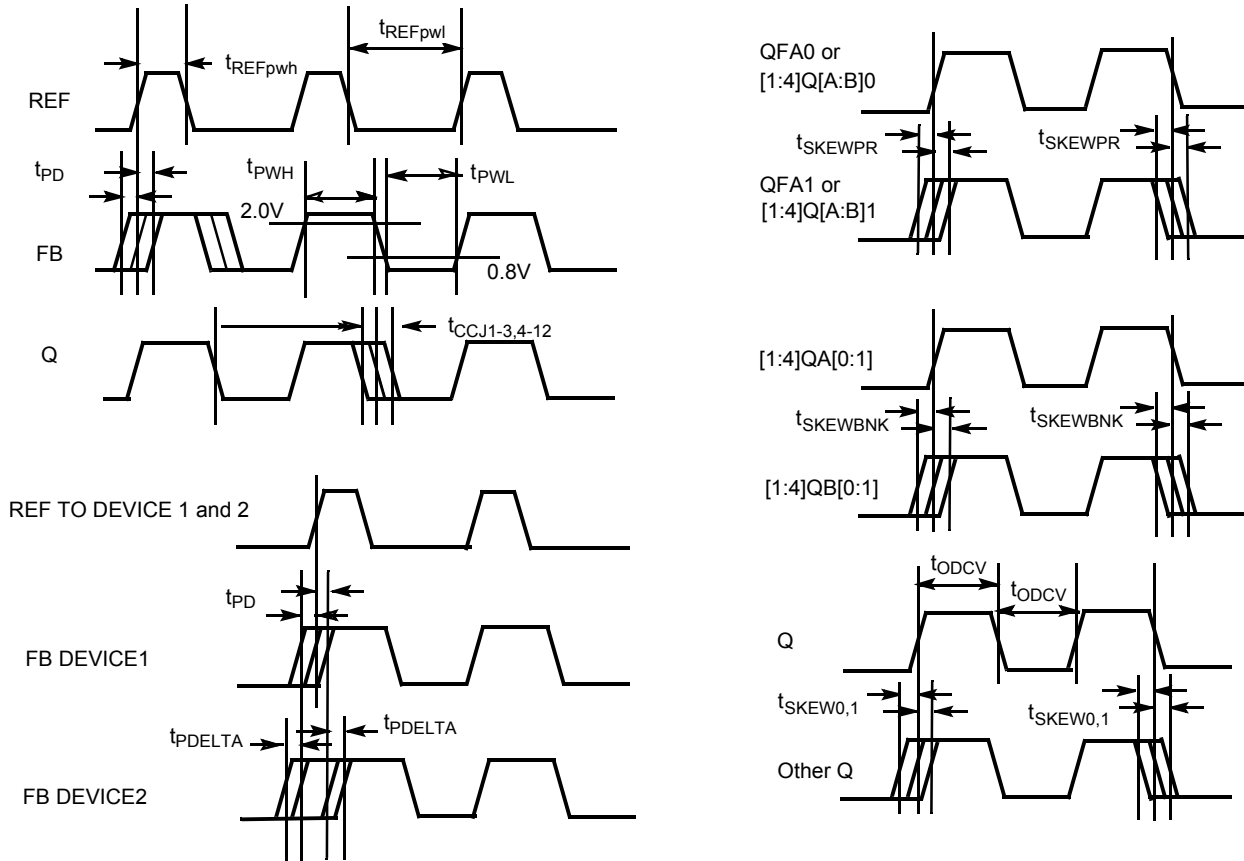 tREFpwh
tREFpwl
REF
tPD
tPWH
tPWL
2.0V
FB
0.8V
tCCJ1-3,4-12
Q
REF TO DEVICE 1 and 2
tPD
FB DEVICE1
tPDELTA
tPDELTA
FB DEVICE2
QFA0 or
[1:4]Q[A:B]0
tSKEWPR
tSKEWPR
QFA1 or
[1:4]Q[A:B]1
[1:4]QA[0:1]
tSKEWBNK
tSKEWBNK
[1:4]QB[0:1]
tODCV
tODCV
Q
tSKEW0,1
tSKEW0,1
Other Q